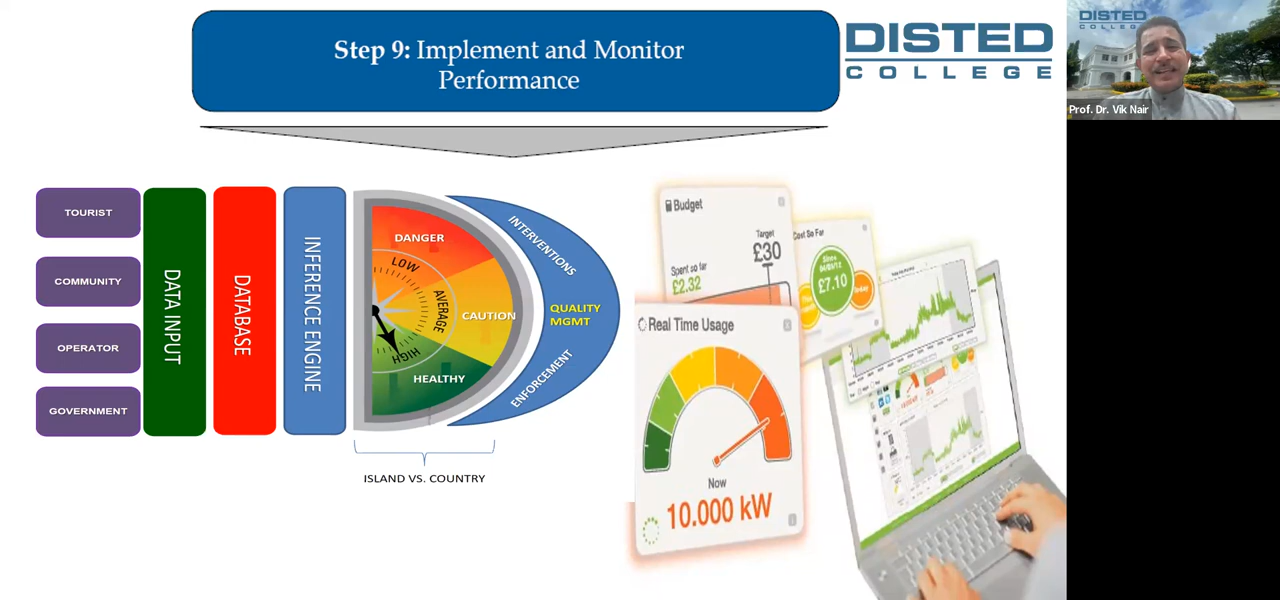 Step 9: Implement and Monitor
Performance
DISTED
COLLEGE
DISTED
COLLEGE
Prof. Dr. Vik Nair
TOURIST
COMMUNITY
OPERATOR
GOVERNMENT
DATA INPUT
DATABASE
INFERENCE ENGINE
DANGER
LOW
AVERAGE
CAUTION
HIGH
HEALTHY
INTERVENTIONS
QUALITY
MGMT
ENFORCEMENT
ISLAND VS. COUNTRY
Budget
Target
£30
Spent so far
£2.32
Cost So Far
Since
£7.10
Real Time Usage
Now
10.000 kW